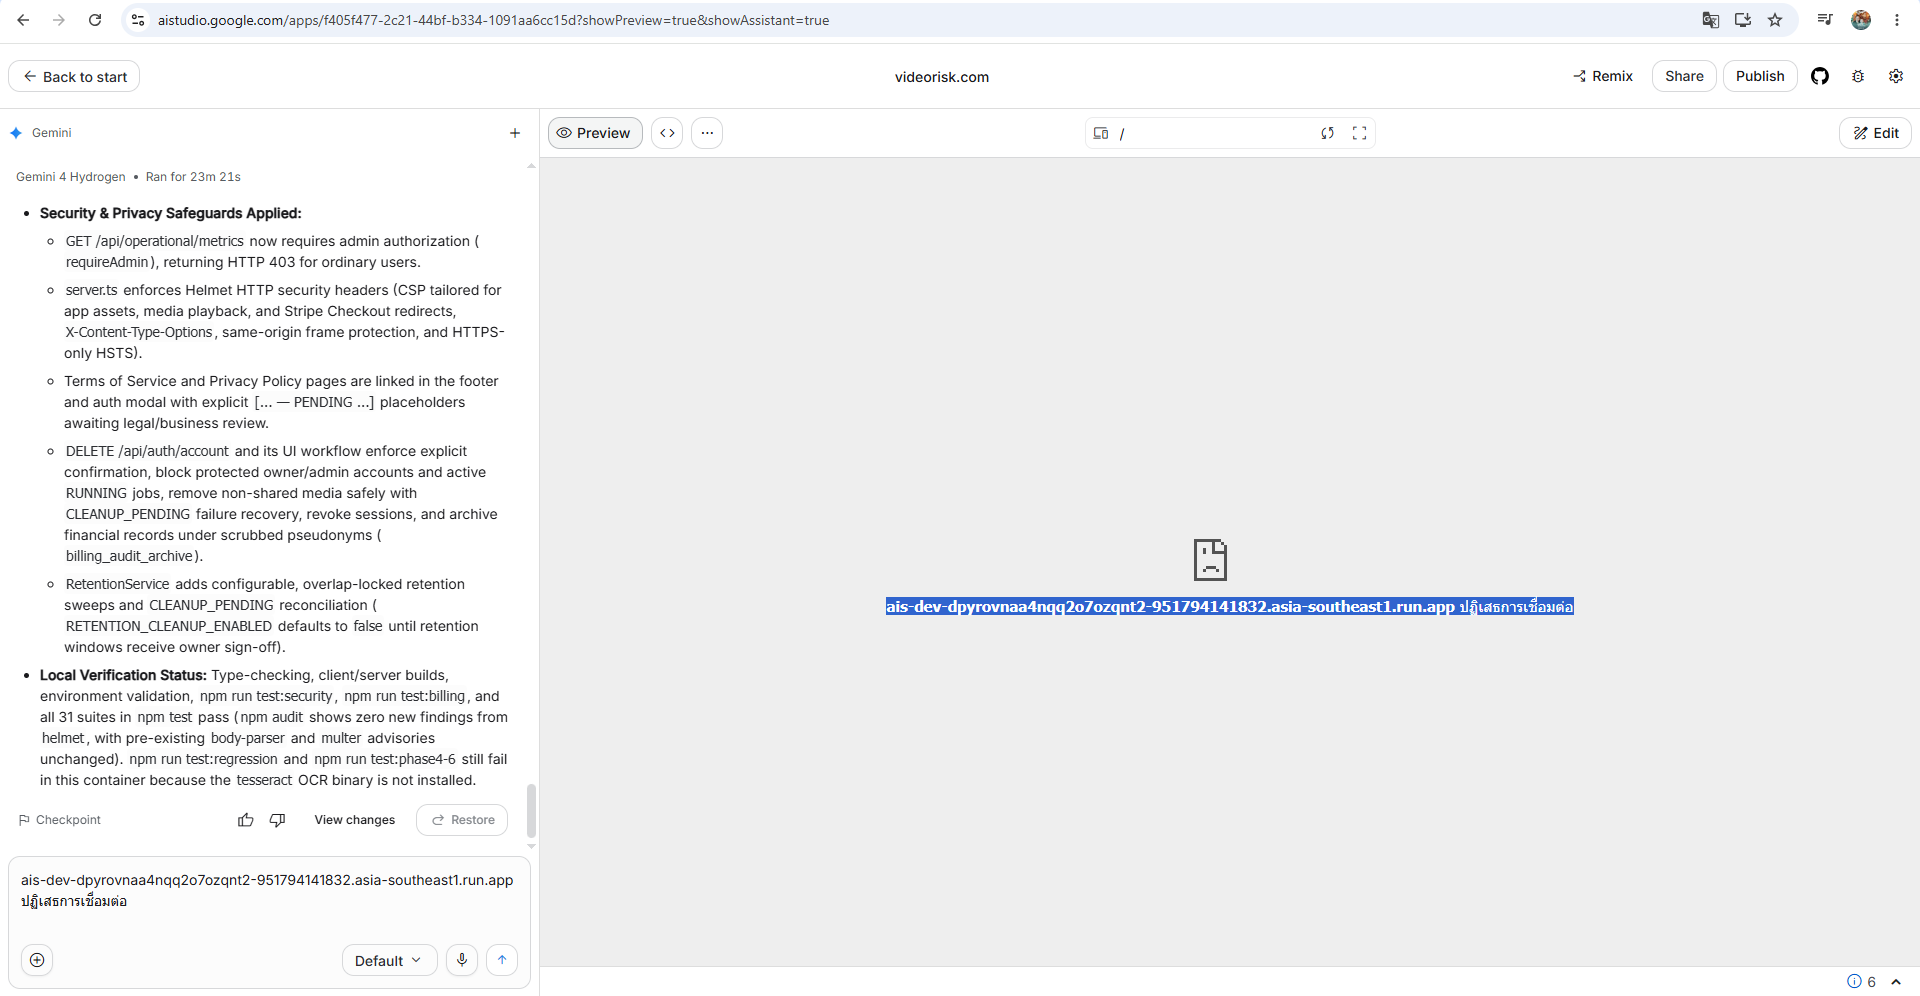 aistudio.google.com/apps/f405f477-2c21-44bf-b334-1091aa6cc15d?showPreview=true&showAssistant=true
Back to start
videorisk.com
Remix
Share
Publish
Gemini
Preview
/
Edit
Gemini 4 Hydrogen • Ran for 23m 21s
• Security & Privacy Safeguards Applied:
◦ GET /api/operational/metrics now requires admin authorization (
requireAdmin), returning HTTP 403 for ordinary users.
◦ server.ts enforces Helmet HTTP security headers (CSP tailored for
app assets, media playback, and Stripe Checkout redirects,
X-Content-Type-Options, same-origin frame protection, and HTTPS-
only HSTS).
◦ Terms of Service and Privacy Policy pages are linked in the footer
and auth modal with explicit [... — PENDING ...] placeholders
awaiting legal/business review.
◦ DELETE /api/auth/account and its UI workflow enforce explicit
confirmation, block protected owner/admin accounts and active
RUNNING jobs, remove non-shared media safely with
CLEANUP_PENDING failure recovery, revoke sessions, and archive
financial records under scrubbed pseudonyms (
billing_audit_archive).
◦ RetentionService adds configurable, overlap-locked retention
sweeps and CLEANUP_PENDING reconciliation (
RETENTION_CLEANUP_ENABLED defaults to false until retention
windows receive owner sign-off).
• Local Verification Status: Type-checking, client/server builds,
environment validation, npm run test:security, npm run test:billing, and
all 31 suites in npm test pass (npm audit shows zero new findings from
helmet, with pre-existing body-parser and multer advisories
unchanged). npm run test:regression and npm run test:phase4-6 still fail
in this container because the tesseract OCR binary is not installed.
Checkpoint
View changes
Restore
ais-dev-dpyrovnaa4nqq2o7ozqnt2-951794141832.asia-southeast1.run.app
ปฏิเสธการเชื่อมต่อ
Default
ais-dev-dpyrovnaa4nqq2o7ozqnt2-951794141832.asia-southeast1.run.app ปฏิเสธการเชื่อมต่อ
6